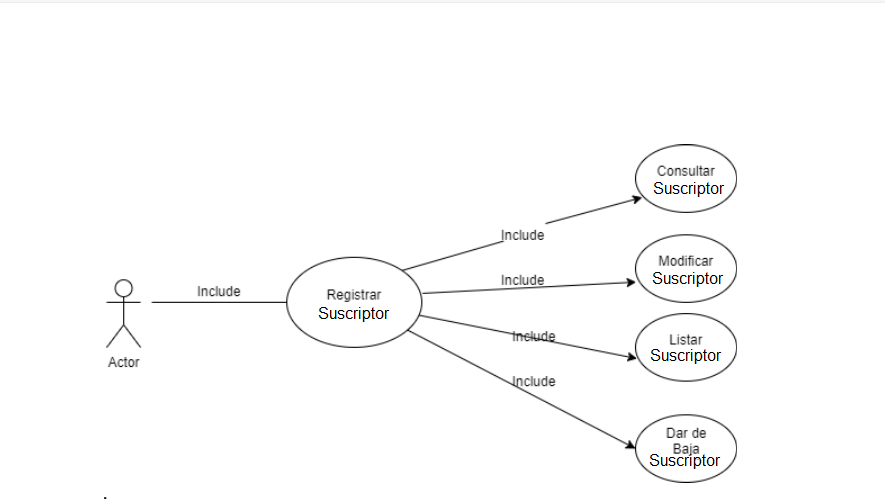 Include
Actor
Registrar
Suscriptor
Include
Include
Include
Include
Consultar
Suscriptor
Modificar
Suscriptor
Listar
Suscriptor
Dar de
Baja
Suscriptor